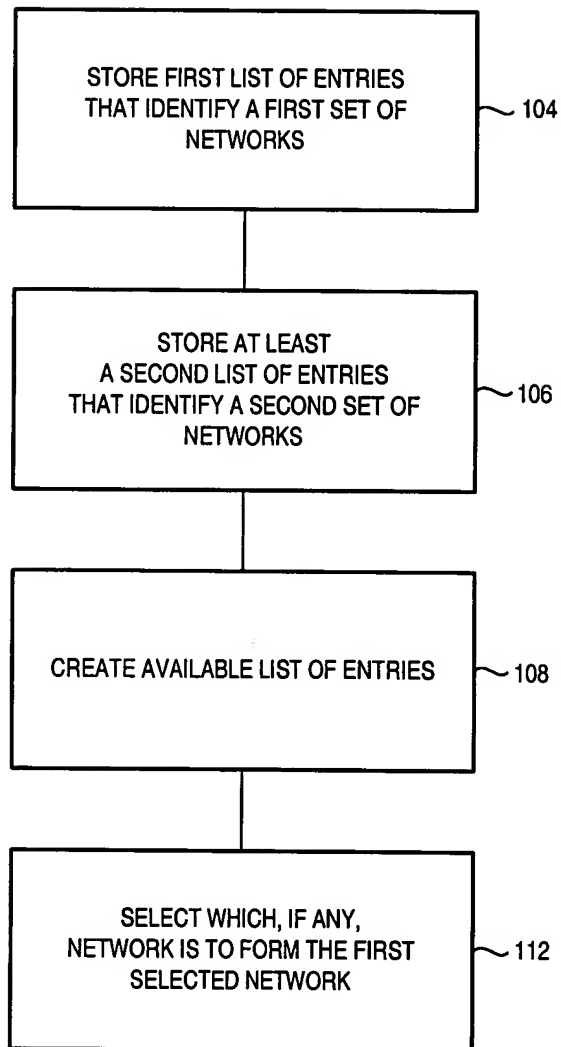 STORE FIRST LIST OF ENTRIES
THAT IDENTIFY A FIRST SET OF
NETWORKS
104
STORE AT LEAST
A SECOND LIST OF ENTRIES
THAT IDENTIFY A SECOND SET OF
NETWORKS
106
CREATE AVAILABLE LIST OF ENTRIES
108
SELECT WHICH, IF ANY,
NETWORK IS TO FORM THE FIRST
SELECTED NETWORK
112